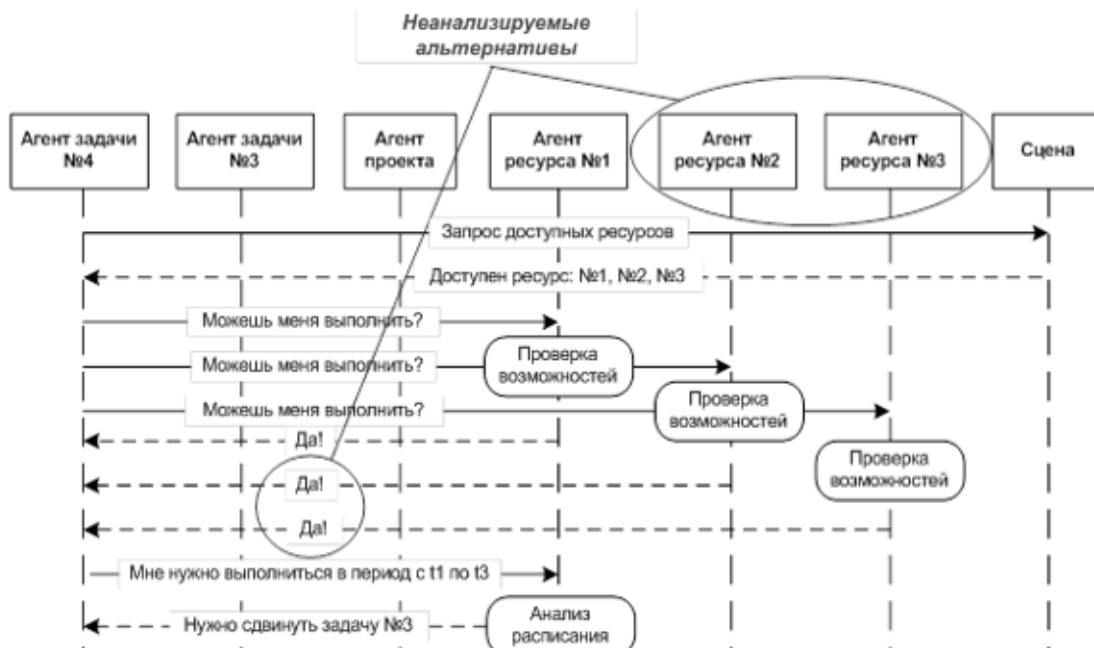 Неанализируемые
альтернативы
Агент задачи
№4
Агент задачи
№3
Агент
проекта
Агент
ресурса №1
Агент
ресурса №2
Агент
ресурса №3
Сцена
Запрос доступных ресурсов
Доступен ресурс: №1, №2, №3
Можешь меня выполнить?
Проверка
возможностей
Можешь меня выполнить?
Проверка
возможностей
Можешь меня выполнить?
Да!
Проверка
возможностей
Да!
Да!
Мне нужно выполниться в период с t1 по t3
Анализ
расписания
Нужно сдвинуть задачу №3